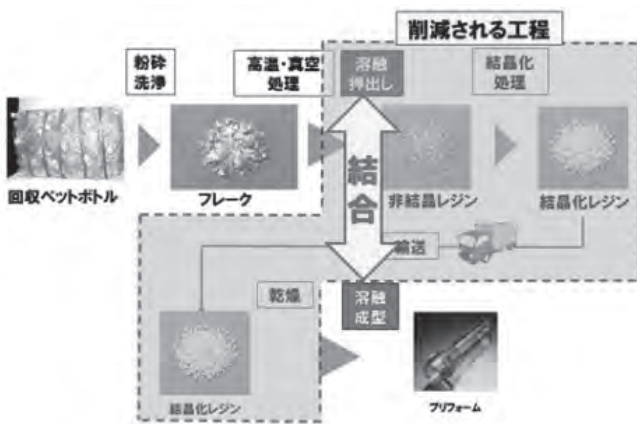 削減される工程
粉砕
洗浄
高温・真空
処理
溶融
押出し
結晶化
処理
回収ペットボトル
フレーク
結合
非結晶レジン
結晶化レジン
輸送
乾燥
溶融
成型
結晶化レジン
プリフォーム